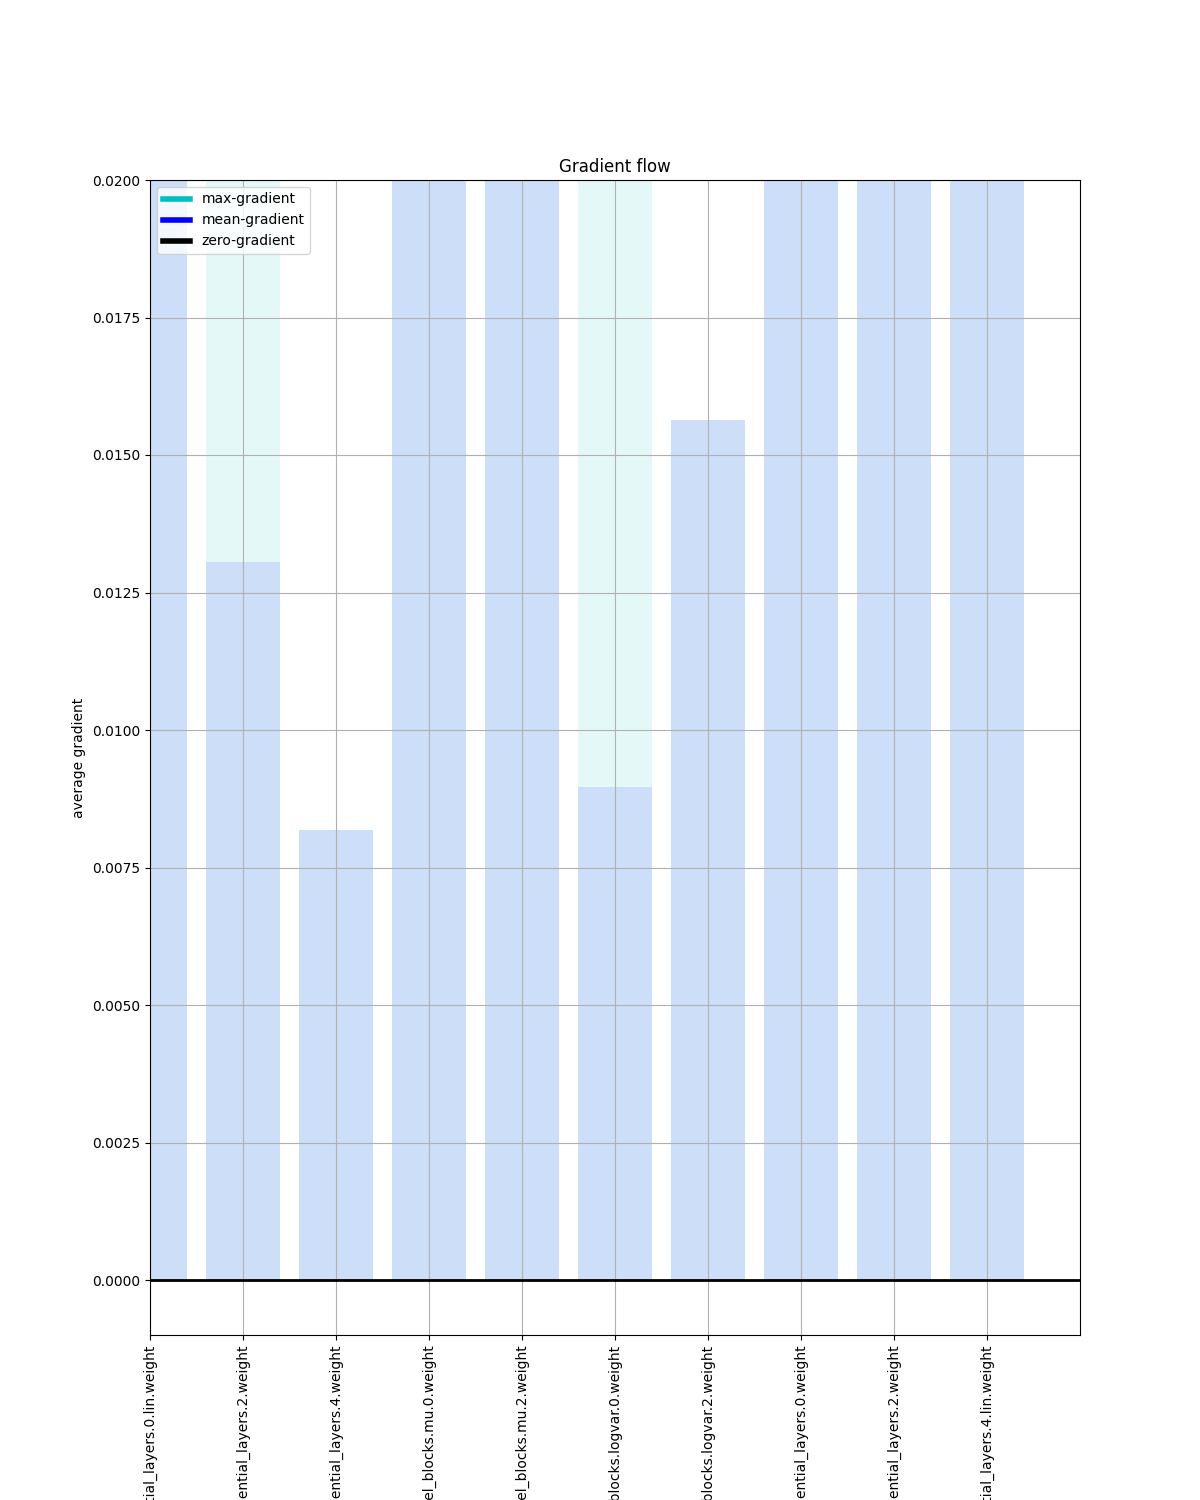 Gradient flow
max-gradient
mean-gradient
zero-gradient
average gradient
0.0200
0.0175
0.0150
0.0125
0.0100
0.0075
0.0050
0.0025
0.0000
tial_layers.0.lin.weight
ential_layers.2.weight
ential_layers.4.weight
el_blocks.mu.0.weight
el_blocks.mu.2.weight
blocks.logvar.0.weight
blocks.logvar.2.weight
ential_layers.0.weight
ential_layers.2.weight
tial_layers.4.lin.weight